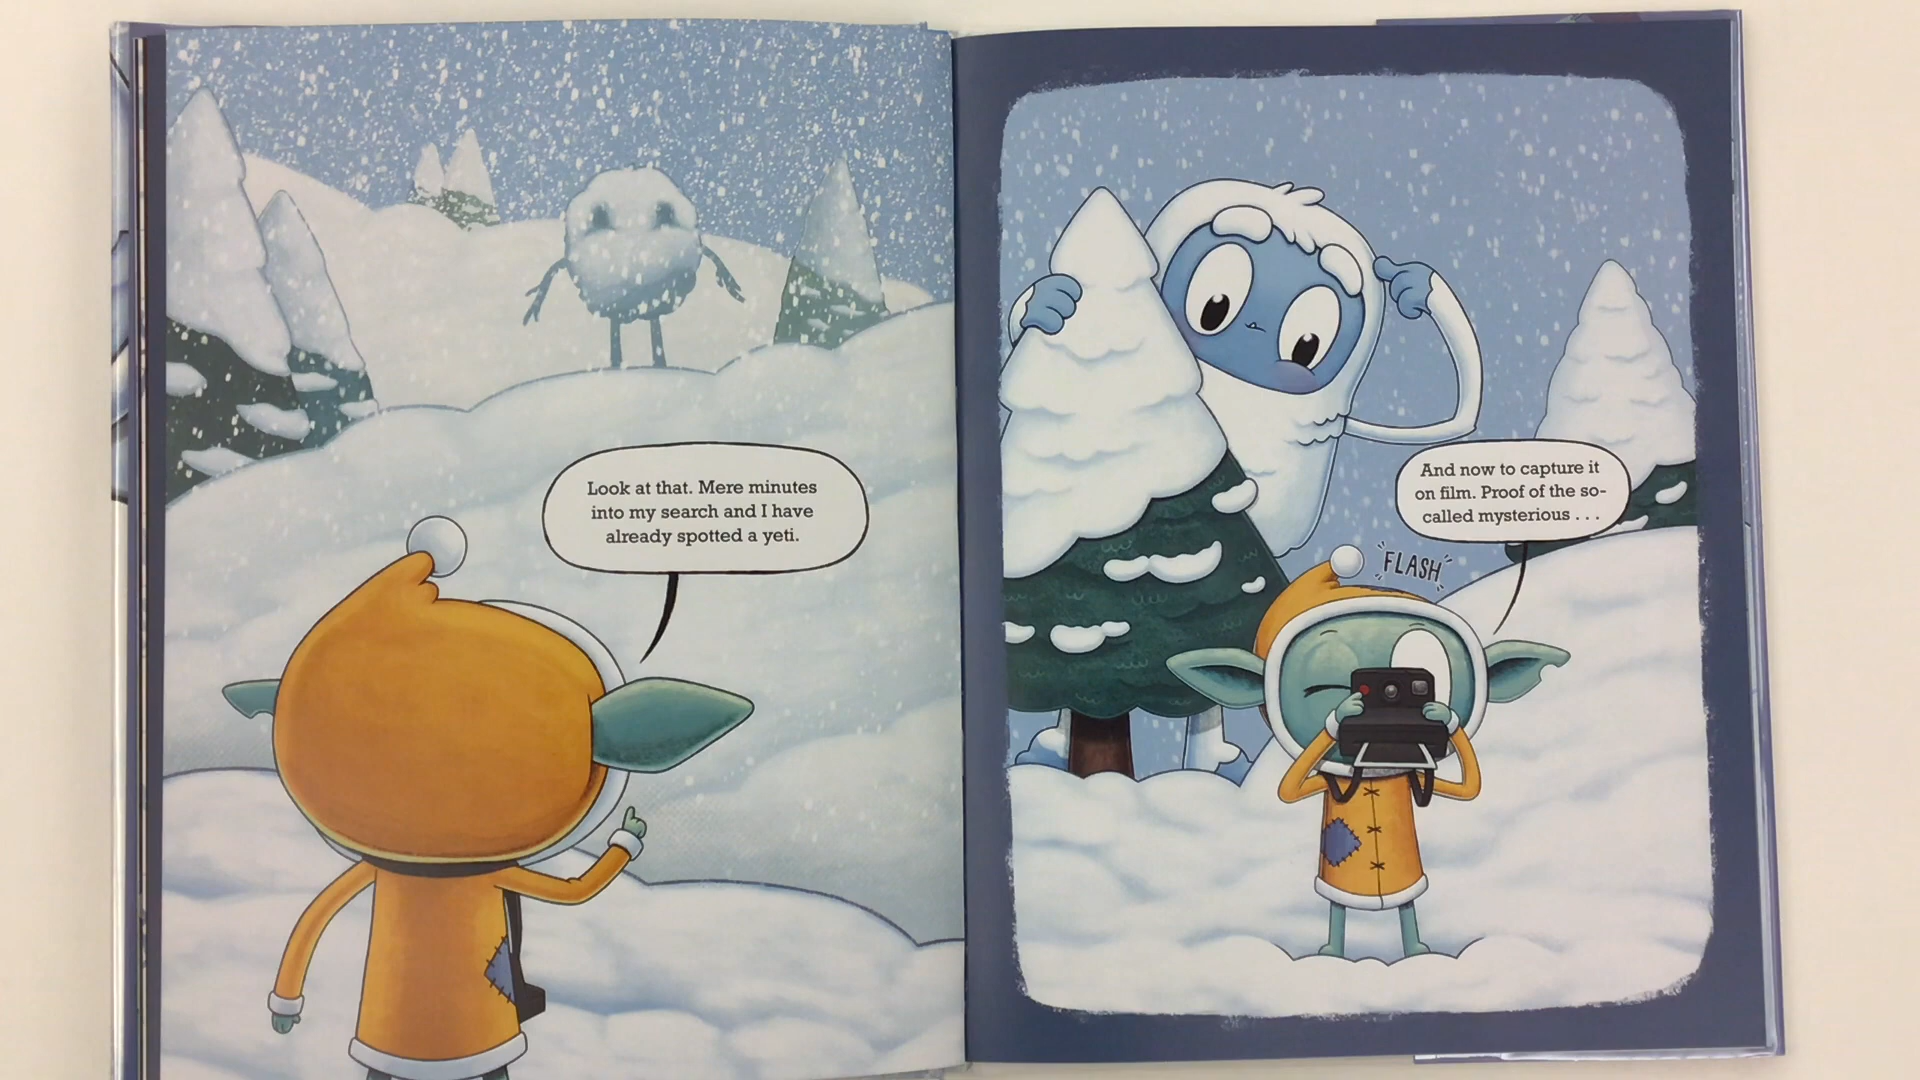 Look at that. Mere minutes
into my search and I have
already spotted a yeti.
And now to capture it
on film. Proof of the so-
called mysterious . . .
FLASH